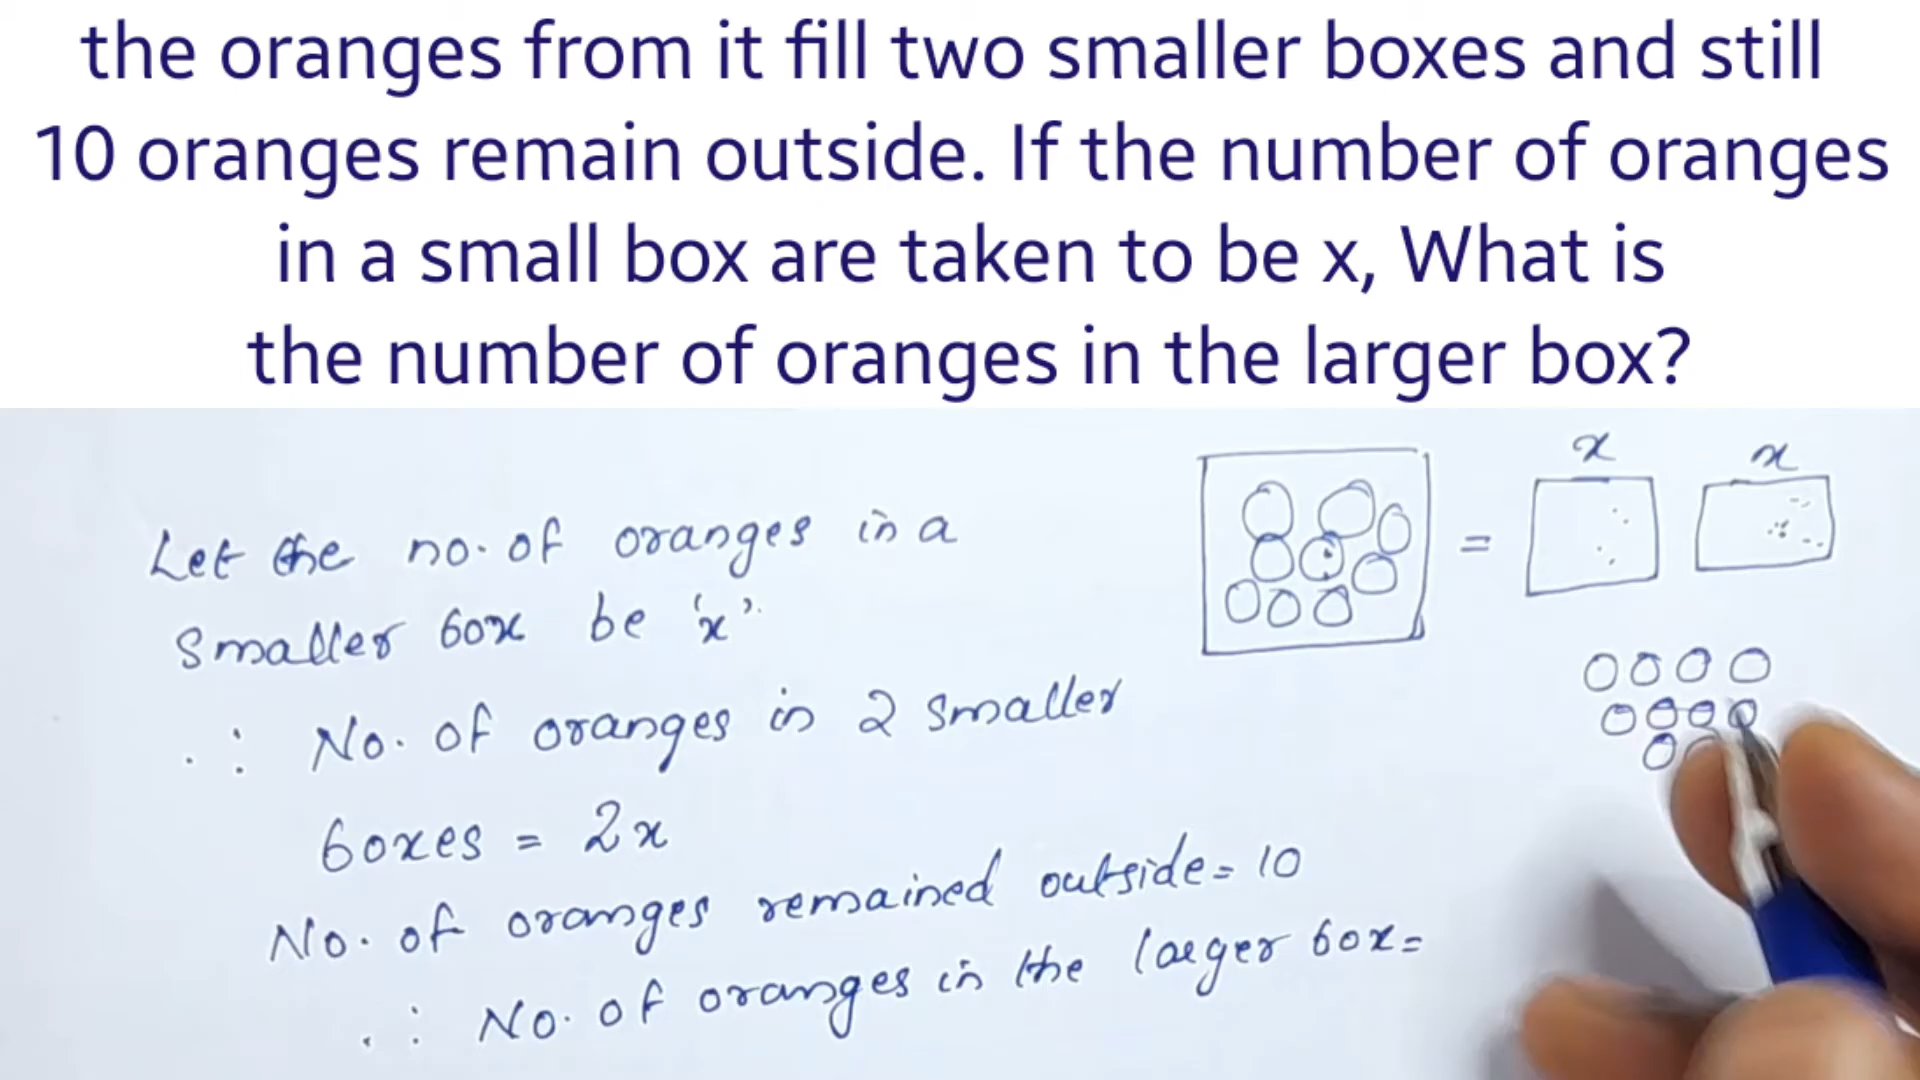 the oranges from it fill two smaller boxes and still
10 oranges remain outside. If the number of oranges
in a small box are taken to be x, What is
the number of oranges in the larger box?
x x
=
Let the no. of oranges in a
smaller box be 'x'.
∴ No. of oranges in 2 smaller
boxes = 2x
No. of oranges remained outside = 10
∴ No. of oranges in the larger box =